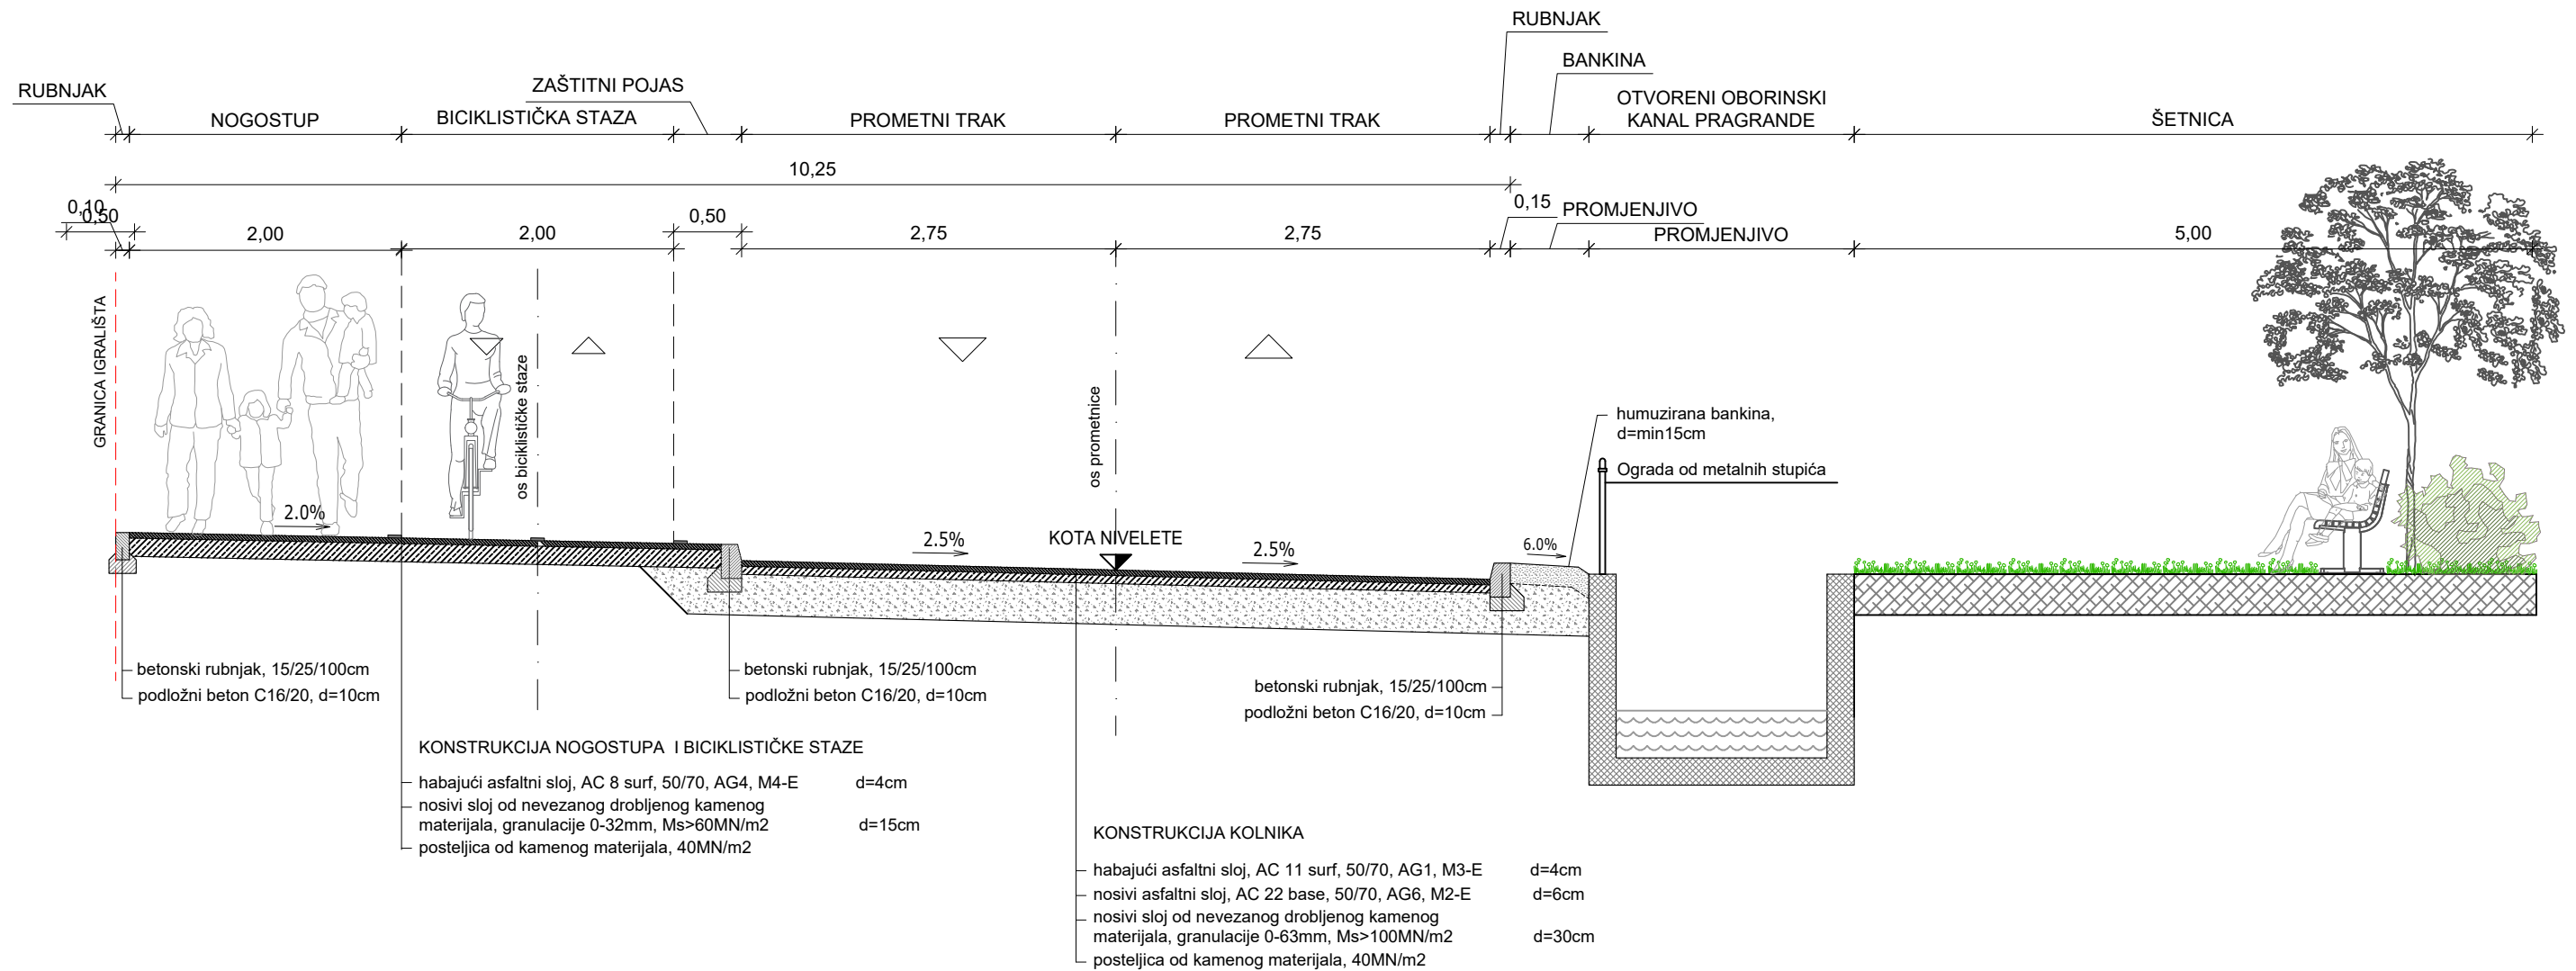 RUBNJAK
BANKINA
ZAŠTITNI POJAS
RUBNJAK
OTVORENI OBORINSKI
KANAL PRAGRANDE
NOGOSTUP
BICIKLISTIČKA STAZA
PROMETNI TRAK
PROMETNI TRAK
ŠETNICA
10,25
0,10
0,50
0,50
0,15
PROMJENJIVO
2,00
2,00
2,75
2,75
PROMJENJIVO
5,00
GRANICA IGRALIŠTA
os biciklističke staze
os prometnice
humuzirana bankina,
d=min15cm
Ograda od metalnih stupića
2.0%
2.5%
KOTA NIVELETE
2.5%
6.0%
betonski rubnjak, 15/25/100cm
podložni beton C16/20, d=10cm
betonski rubnjak, 15/25/100cm
podložni beton C16/20, d=10cm
betonski rubnjak, 15/25/100cm
podložni beton C16/20, d=10cm
KONSTRUKCIJA NOGOSTUPA I BICIKLISTIČKE STAZE
habajući asfaltni sloj, AC 8 surf, 50/70, AG4, M4-E d=4cm
nosivi sloj od nevezanog drobljenog kamenog
materijala, granulacije 0-32mm, Ms>60MN/m2 d=15cm
posteljica od kamenog materijala, 40MN/m2
KONSTRUKCIJA KOLNIKA
habajući asfaltni sloj, AC 11 surf, 50/70, AG1, M3-E d=4cm
nosivi asfaltni sloj, AC 22 base, 50/70, AG6, M2-E d=6cm
nosivi sloj od nevezanog drobljenog kamenog
materijala, granulacije 0-63mm, Ms>100MN/m2 d=30cm
posteljica od kamenog materijala, 40MN/m2